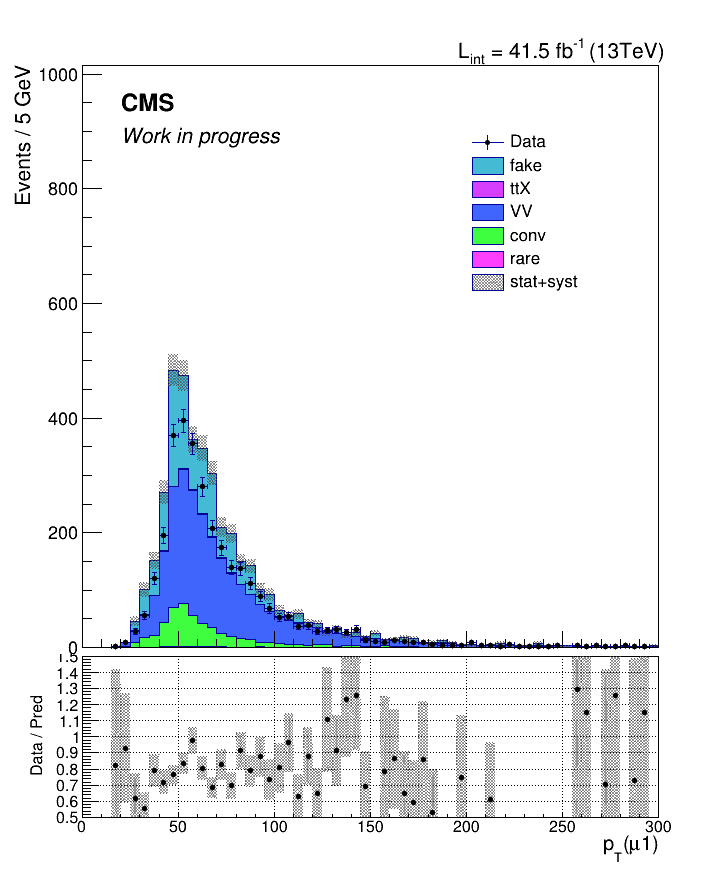 L_int = 41.5 fb^-1 (13TeV)
Events / 5 GeV
1000
800
600
400
200
0
CMS
Work in progress
Data
fake
ttX
VV
conv
rare
stat+syst
Data / Pred
1.5
1.4
1.3
1.2
1.1
1
0.9
0.8
0.7
0.6
0.5
0 50 100 150 200 250 300
p_T(μ1)